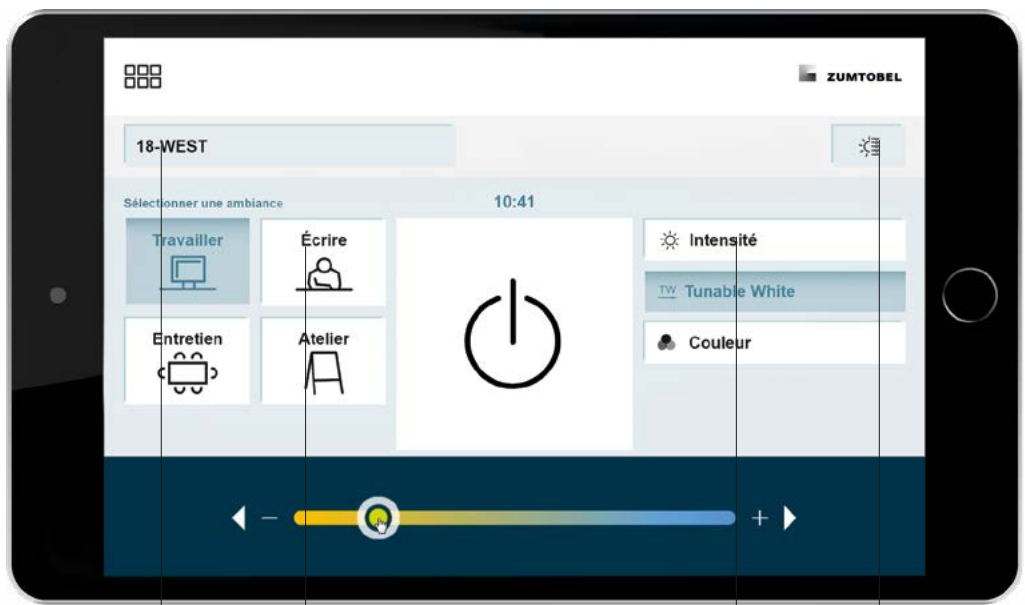 ZUMTOBEL
18-WEST
Sélectionner une ambiance
10:41
Travailler
Écrire
Entretien
Atelier
Intensité
TW Tunable White
Couleur